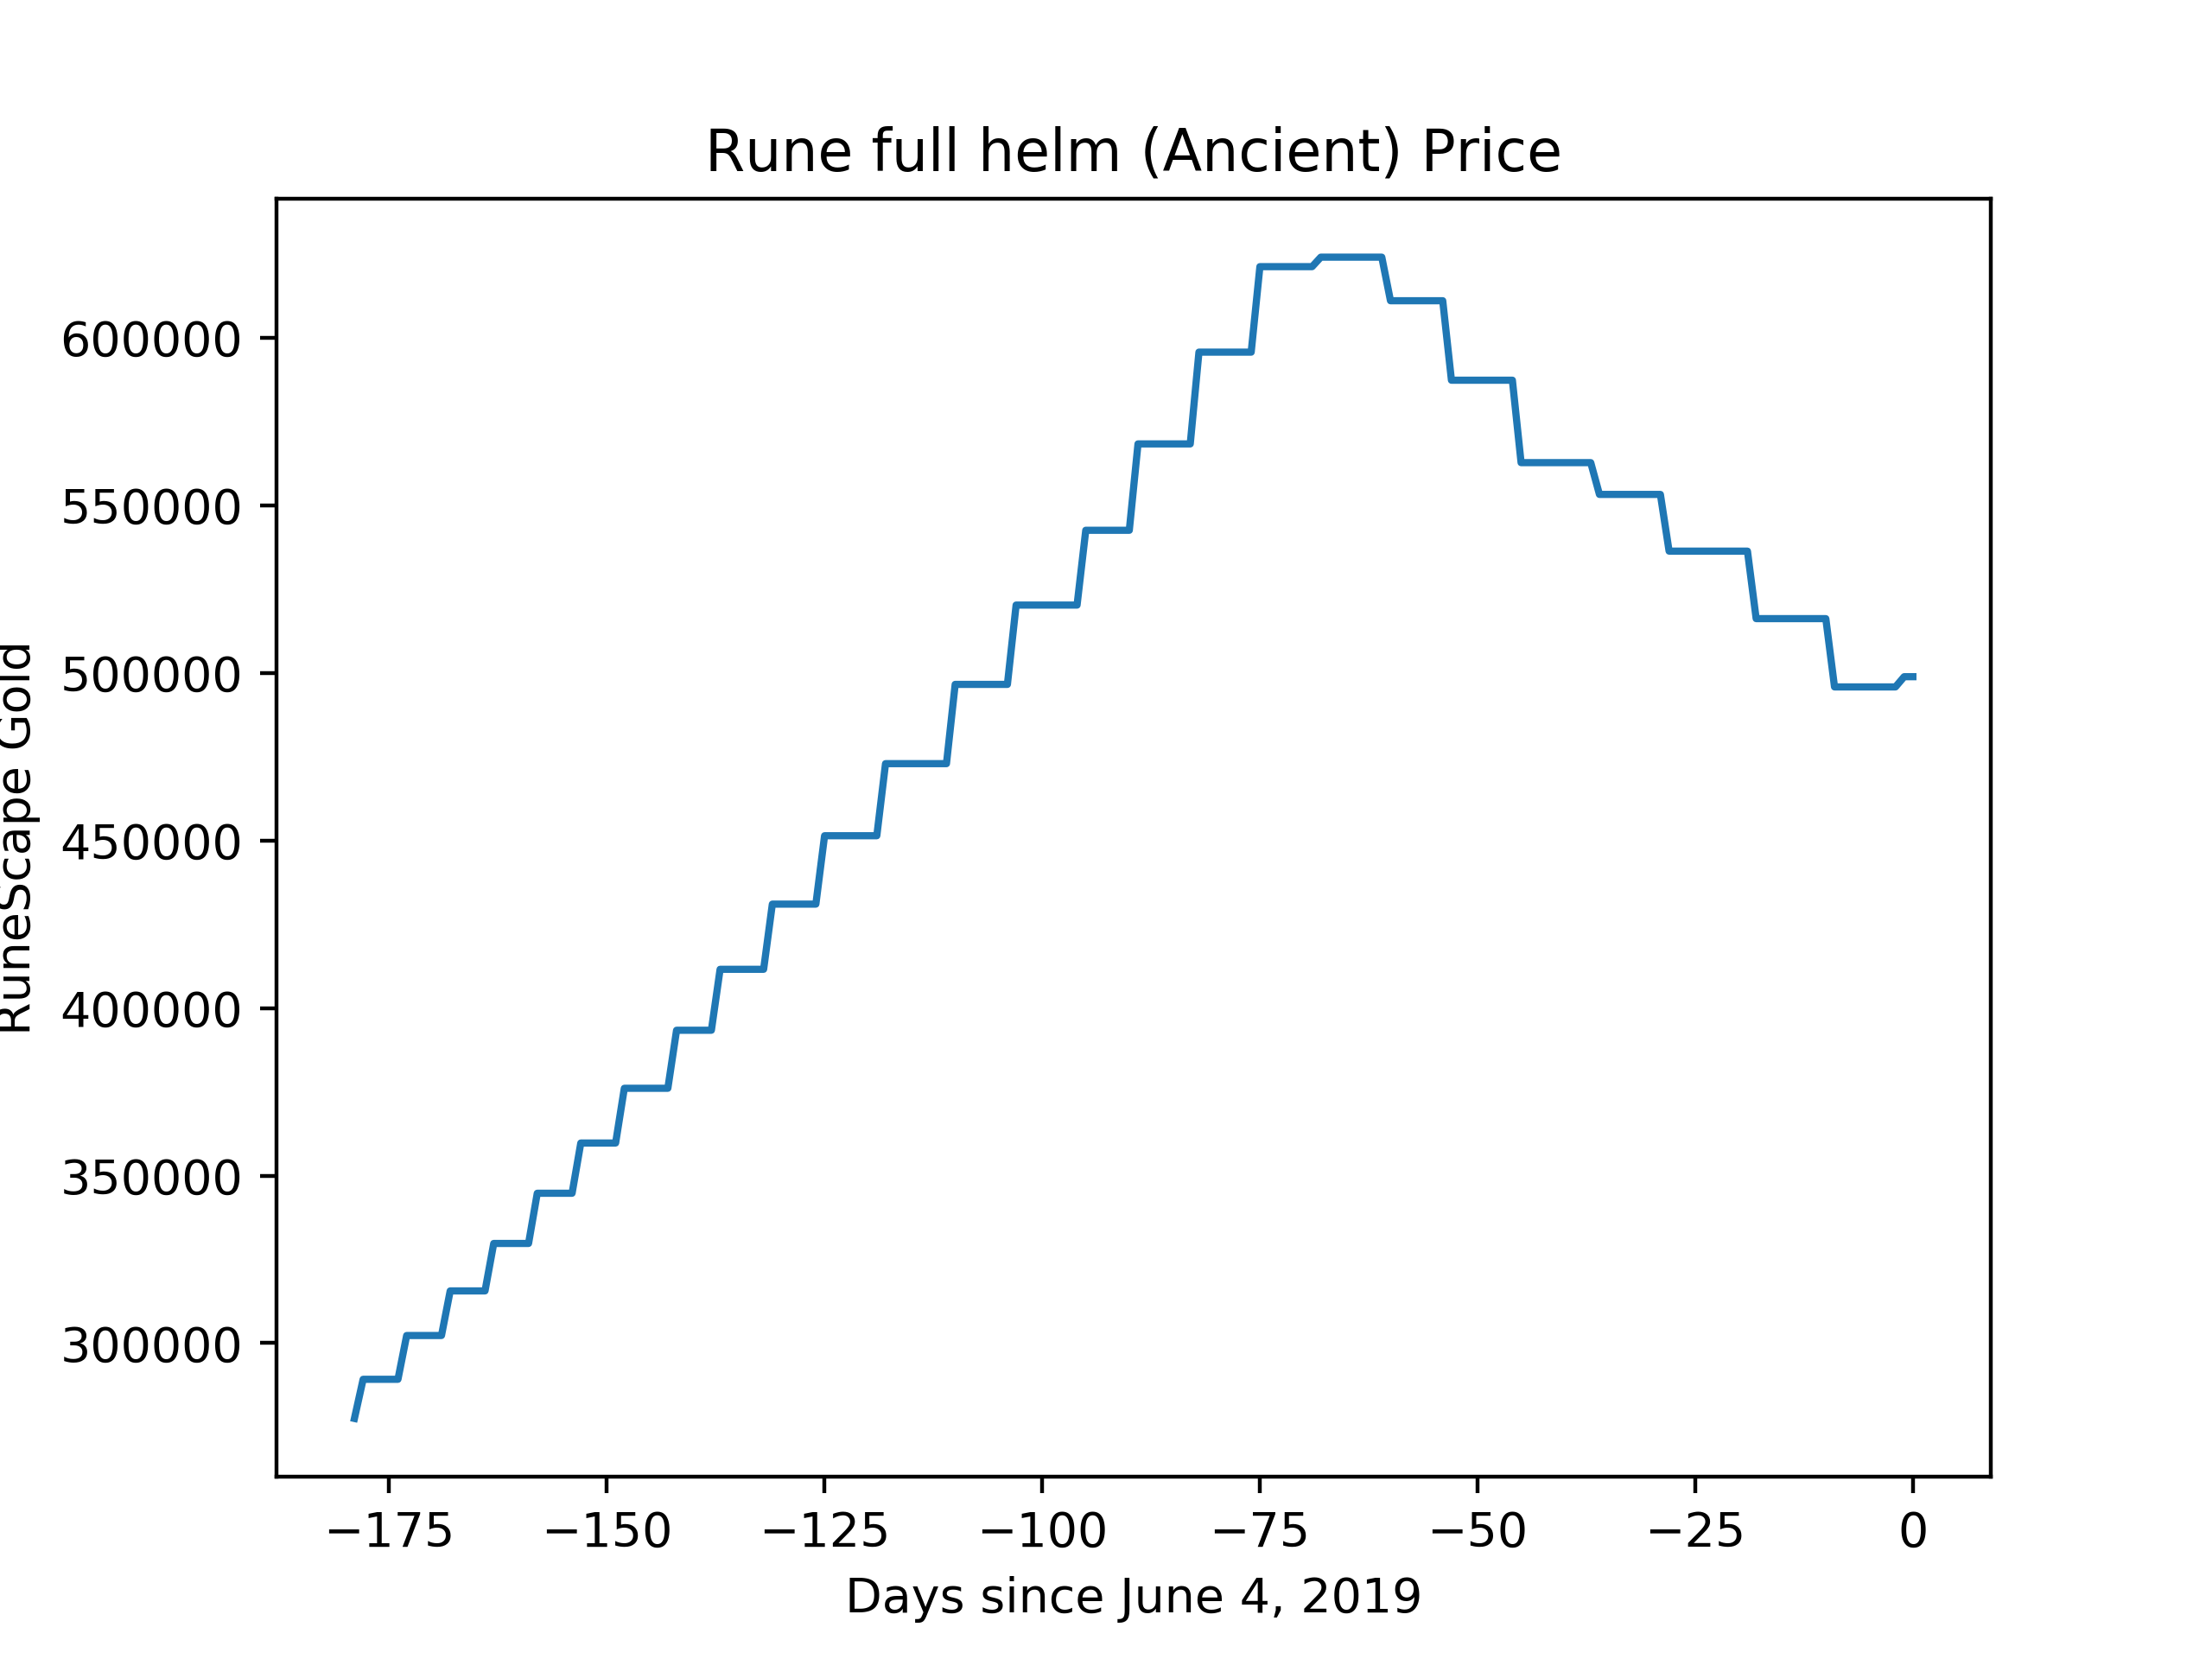 Rune full helm (Ancient) Price
RuneScape Gold
600000
550000
500000
450000
400000
350000
300000
−175 −150 −125 −100 −75 −50 −25 0
Days since June 4, 2019